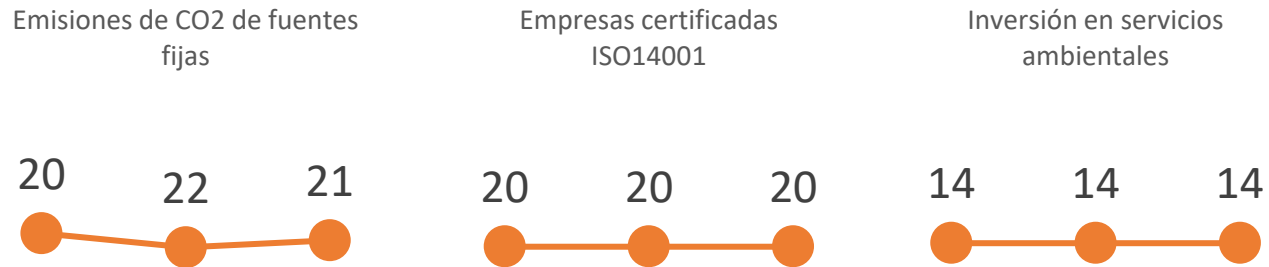 Emisiones de CO2 de fuentes
fijas
20 22 21
Empresas certificadas
ISO14001
20 20 20
Inversión en servicios
ambientales
14 14 14